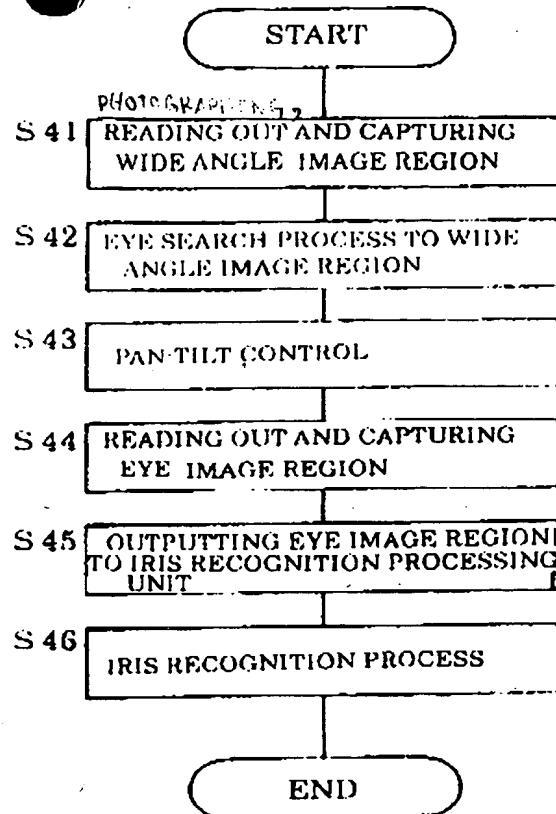 START
PHOTOGRAPHING,
S 41 READING OUT AND CAPTURING
WIDE ANGLE IMAGE REGION
S 42 EYE SEARCH PROCESS TO WIDE
ANGLE IMAGE REGION
S 43 PAN·TILT CONTROL
S 44 READING OUT AND CAPTURING
EYE IMAGE REGION
S 45 OUTPUTTING EYE IMAGE REGION
TO IRIS RECOGNITION PROCESSING
UNIT
S 46 IRIS RECOGNITION PROCESS
END